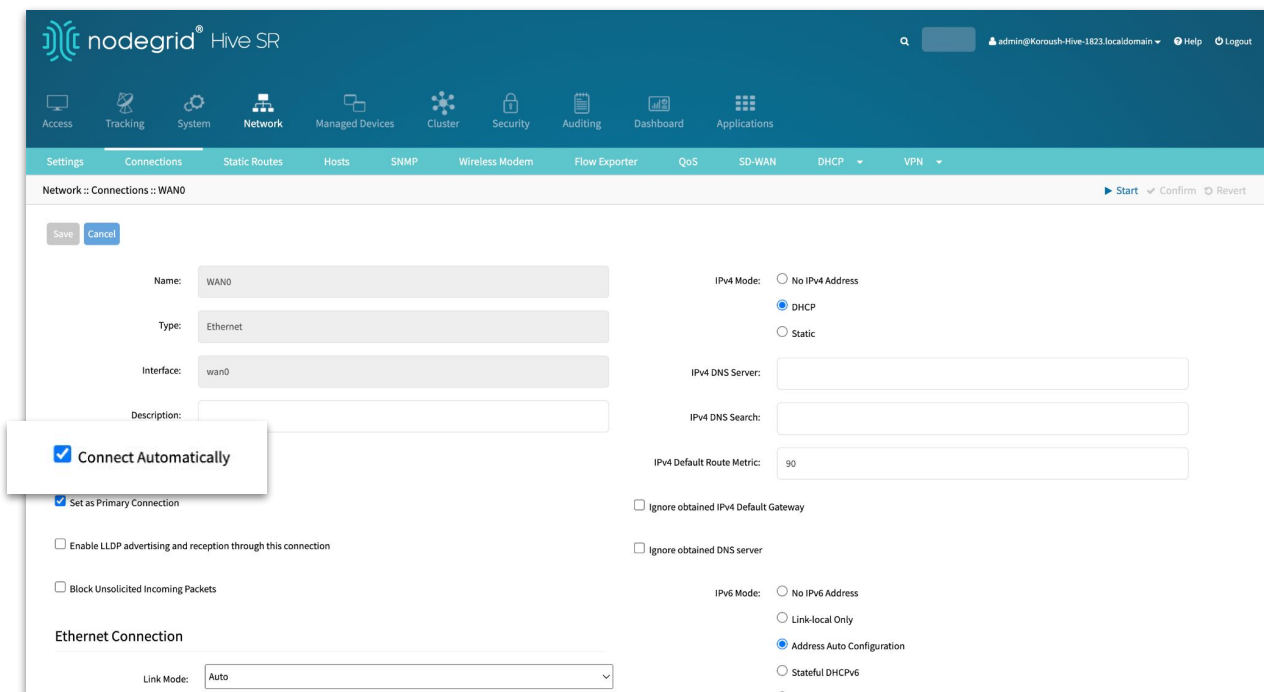 nodegrid® Hive SR
admin@Koroush-Hive-1823.localdomain Help Logout
Access Tracking System Network Managed Devices Cluster Security Auditing Dashboard Applications
Settings Connections Static Routes Hosts SNMP Wireless Modem Flow Exporter QoS SD-WAN DHCP VPN
Network :: Connections :: WAN0
Start Confirm Revert
Save Cancel
Name: WAN0
Type: Ethernet
Interface: wan0
Description:
Connect Automatically
Set as Primary Connection
Enable LLDP advertising and reception through this connection
Block Unsolicited Incoming Packets
Ethernet Connection
Link Mode: Auto
IPv4 Mode: No IPv4 Address
DHCP
Static
IPv4 DNS Server:
IPv4 DNS Search:
IPv4 Default Route Metric: 90
Ignore obtained IPv4 Default Gateway
Ignore obtained DNS server
IPv6 Mode: No IPv6 Address
Link-local Only
Address Auto Configuration
Stateful DHCPv6